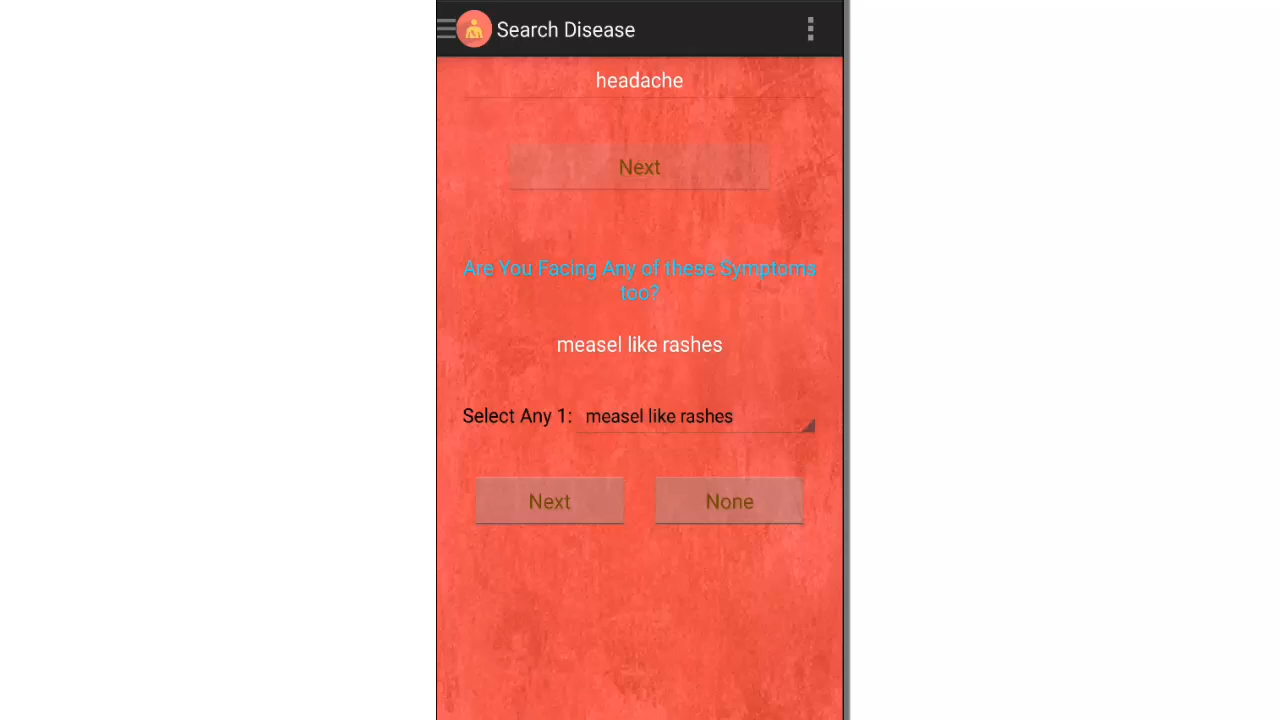 Search Disease
headache
Next
Are You Facing Any of these Symptoms
too?
measel like rashes
Select Any 1: measel like rashes
Next None